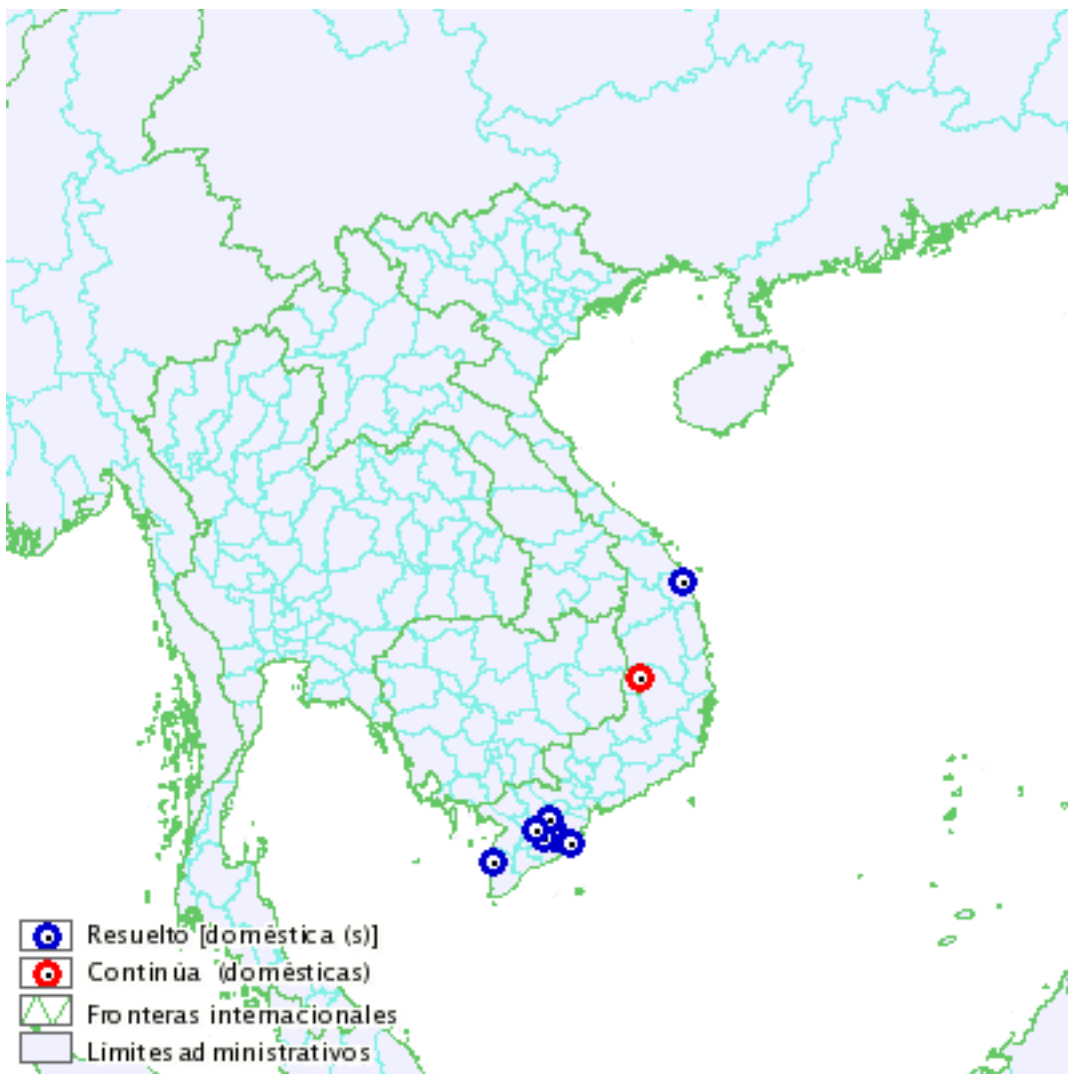 Resuelto [doméstica (s)]
Continúa (domésticas)
Fronteras internacionales
Límites administrativos